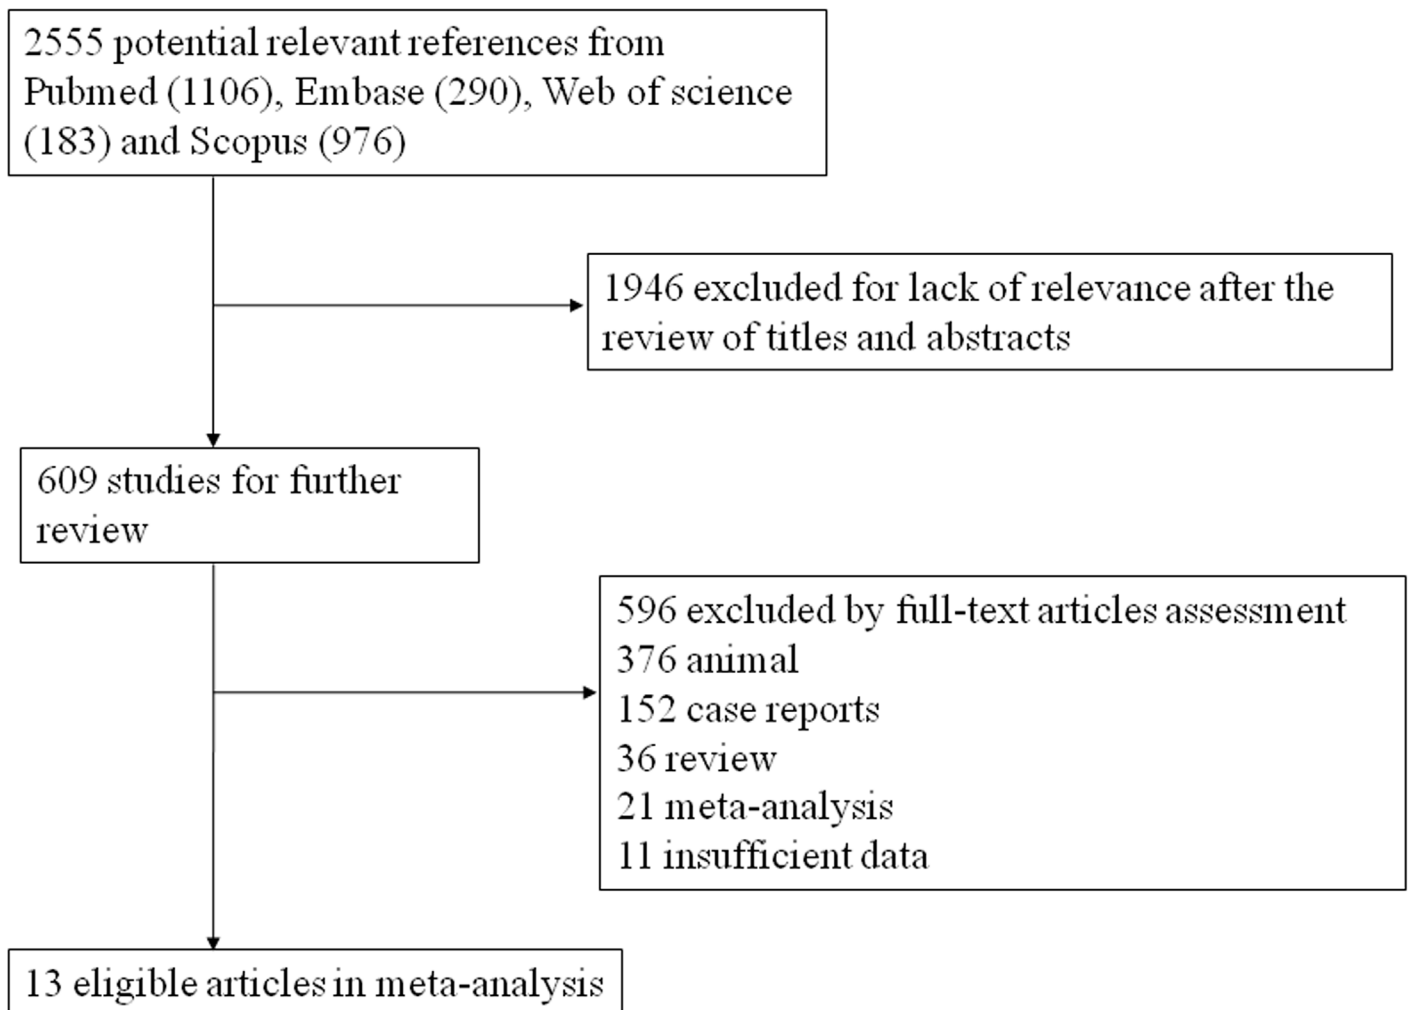 2555 potential relevant references from
Pubmed (1106), Embase (290), Web of science
(183) and Scopus (976)
1946 excluded for lack of relevance after the
review of titles and abstracts
609 studies for further
review
596 excluded by full-text articles assessment
376 animal
152 case reports
36 review
21 meta-analysis
11 insufficient data
13 eligible articles in meta-analysis